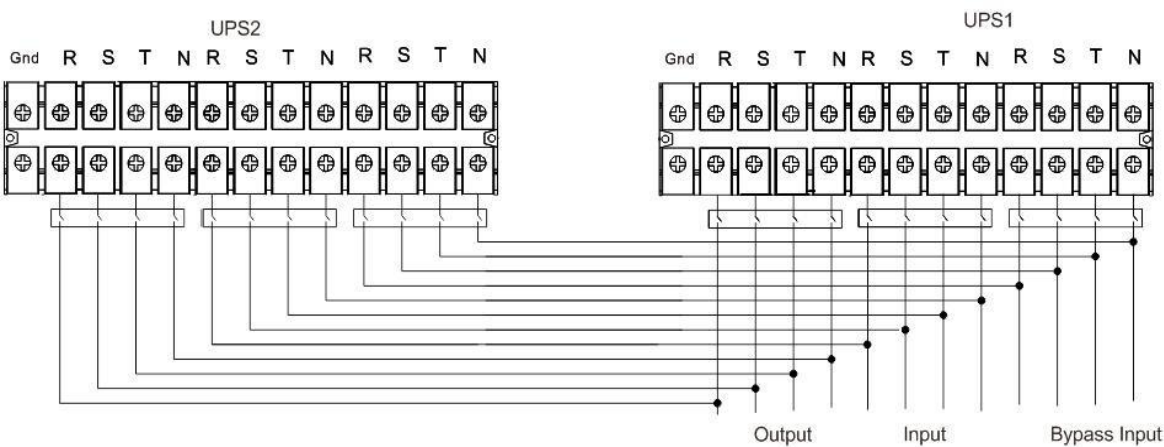 UPS2
UPS1
Gnd R S T N R S T N R S T N
Gnd R S T N R S T N R S T N
Output Input Bypass Input